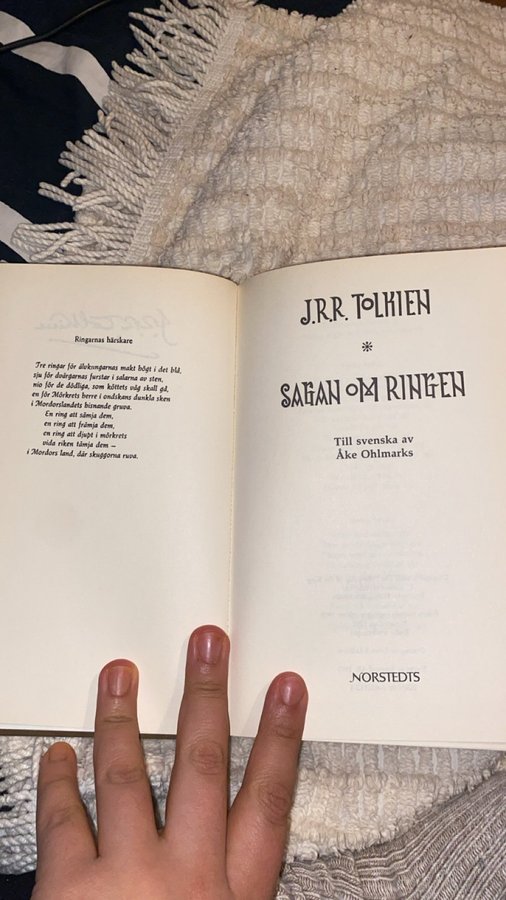 Ringarnas härskare
Tre ringar för älvkungarnas makt högt i det blå,
sju för dvärgarnas furstar i salarna av sten,
nio för de dödliga, som köttets väg skall gå,
en för Mörkrets herre i ondskans dunkla sken
i Mordorslandets bisnande gruva.
En ring att sämja dem,
en ring att främja dem,
en ring att djupt i mörkrets
vida riken tämja dem –
i Mordors land, där skuggorna ruva.
J.R.R. TOLKIEN
*
SAGAN OM RINGEN
Till svenska av
Åke Ohlmarks
NORSTEDTS